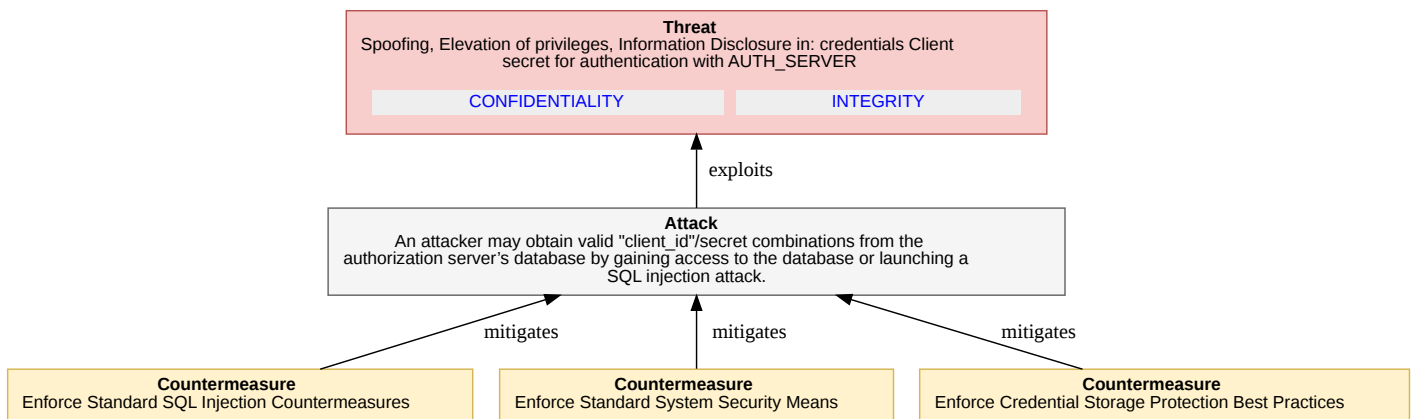 Threat
Spoofing, Elevation of privileges, Information Disclosure in: credentials Client
secret for authentication with AUTH_SERVER
CONFIDENTIALITY
INTEGRITY
exploits
Attack
An attacker may obtain valid "client_id"/secret combinations from the
authorization server’s database by gaining access to the database or launching a
SQL injection attack.
mitigates
mitigates
mitigates
Countermeasure
Enforce Standard SQL Injection Countermeasures
Countermeasure
Enforce Standard System Security Means
Countermeasure
Enforce Credential Storage Protection Best Practices